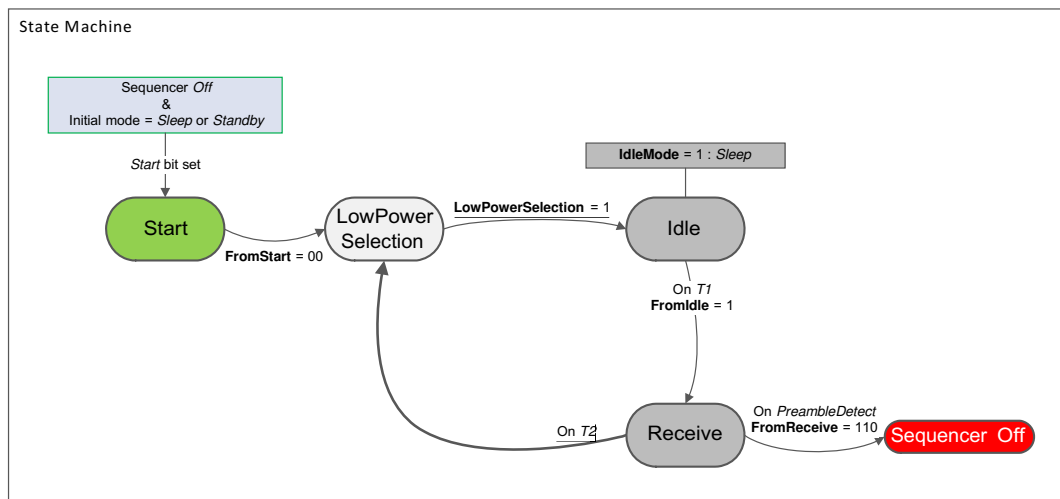 State Machine
Sequencer Off
&
Initial mode = Sleep or Standby
Start bit set
Start
FromStart = 00
LowPower
Selection
LowPowerSelection = 1
IdleMode = 1 : Sleep
Idle
On T1
FromIdle = 1
Receive
On T2
On PreambleDetect
FromReceive = 110
Sequencer Off